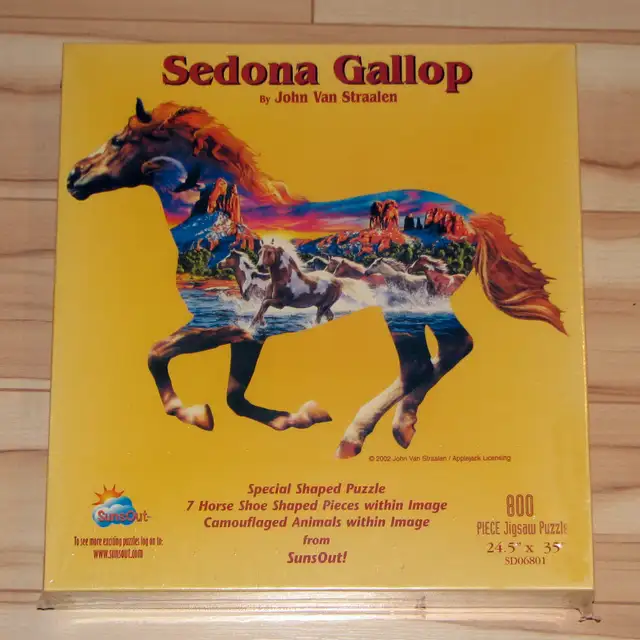 Sedona Gallop
By John Van Straalen
© 2002 John Van Straalen / Applejack Licensing
Special Shaped Puzzle
7 Horse Shoe Shaped Pieces within Image
Camouflaged Animals within Image
from
SunsOut!
SunsOut
To see more exciting puzzles log on to:
www.sunsout.com
800
PIECE Jigsaw Puzzle
24.5" x 35"
SD06801